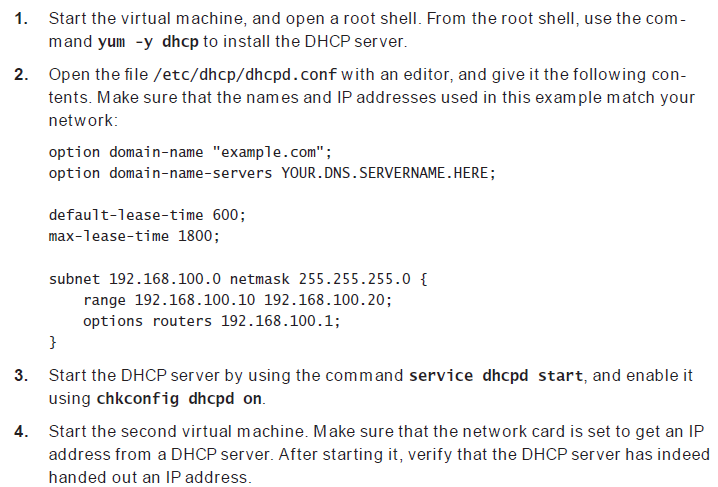 1. Start the virtual machine, and open a root shell. From the root shell, use the com-
mand yum -y dhcp to install the DHCP server.
2. Open the file /etc/dhcp/dhcpd.conf with an editor, and give it the following con-
tents. Make sure that the names and IP addresses used in this example match your
network:
option domain-name "example.com";
option domain-name-servers YOUR.DNS.SERVERNAME.HERE;
default-lease-time 600;
max-lease-time 1800;
subnet 192.168.100.0 netmask 255.255.255.0 {
range 192.168.100.10 192.168.100.20;
options routers 192.168.100.1;
}
3. Start the DHCP server by using the command service dhcpd start, and enable it
using chkconfig dhcpd on.
4. Start the second virtual machine. Make sure that the network card is set to get an IP
address from a DHCP server. After starting it, verify that the DHCP server has indeed
handed out an IP address.